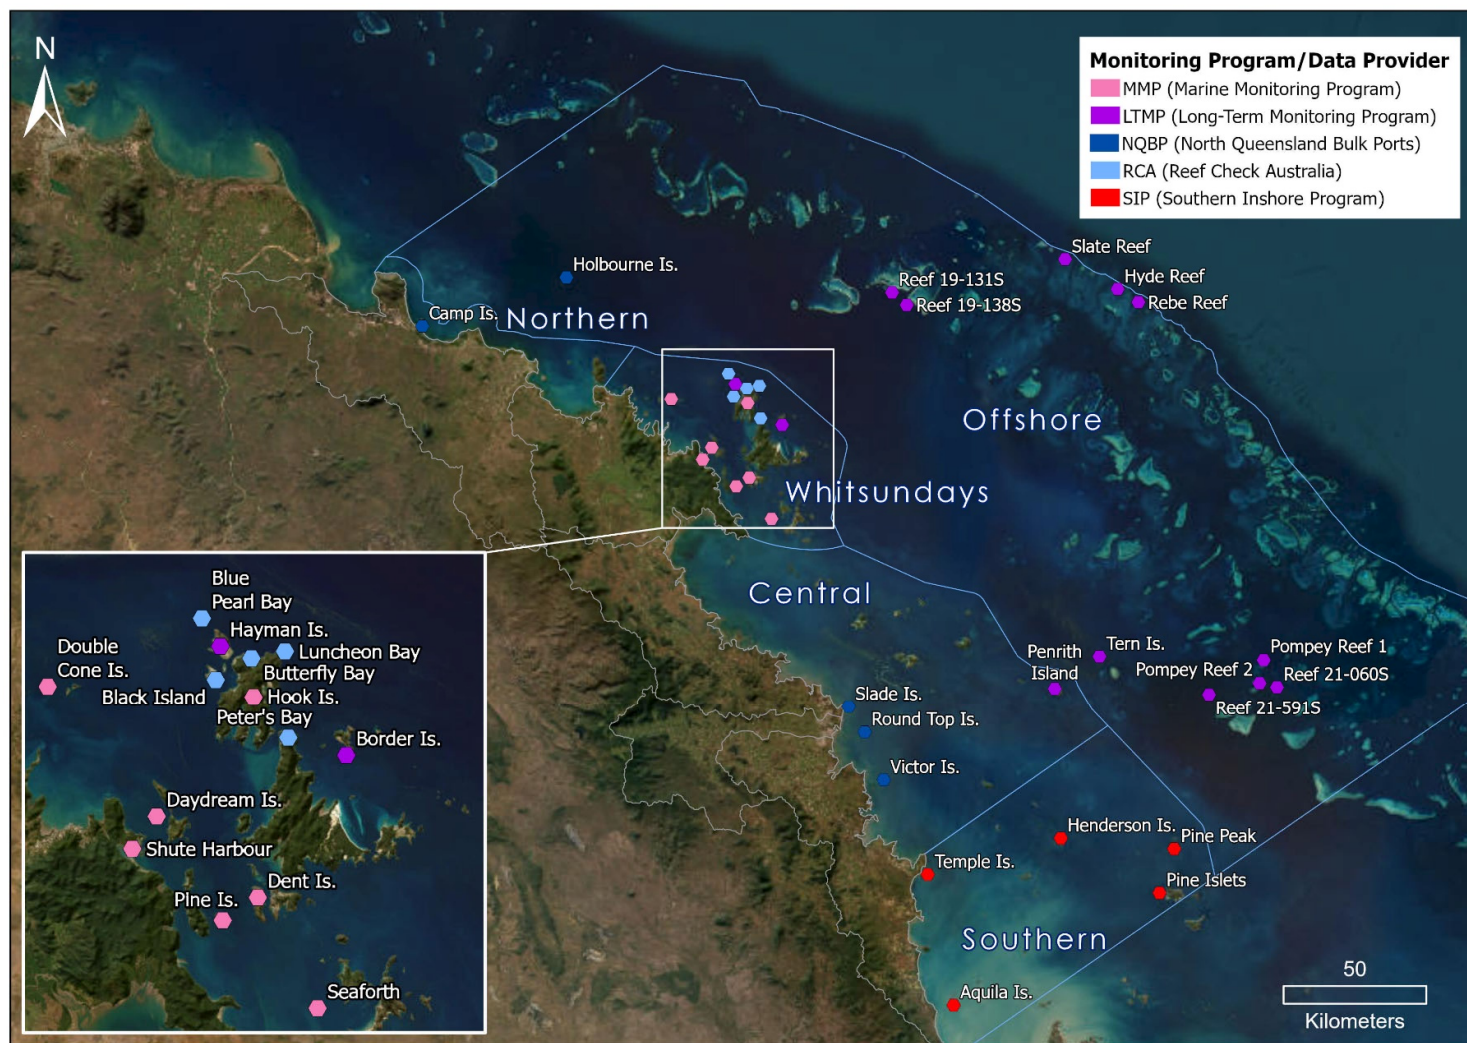 N
Monitoring Program/Data Provider
MMP (Marine Monitoring Program)
LTMP (Long-Term Monitoring Program)
NQBP (North Queensland Bulk Ports)
RCA (Reef Check Australia)
SIP (Southern Inshore Program)
Slate Reef
Holbourne Is.
Reef 19-131S
Hyde Reef
Reef 19-138S
Rebe Reef
Camp Is.
Northern
Offshore
Whitsundays
Central
Penrith
Island
Tern Is.
Pompey Reef 1
Pompey Reef 2
Reef 21-060S
Reef 21-591S
Slade Is.
Round Top Is.
Victor Is.
Henderson Is.
Pine Peak
Temple Is.
Pine Islets
Southern
Aquila Is.
50
Kilometers
Blue
Pearl Bay
Hayman Is.
Double
Cone Is.
Luncheon Bay
Butterfly Bay
Black Island
Hook Is.
Peter's Bay
Border Is.
Daydream Is.
Shute Harbour
Dent Is.
PIne Is.
Seaforth